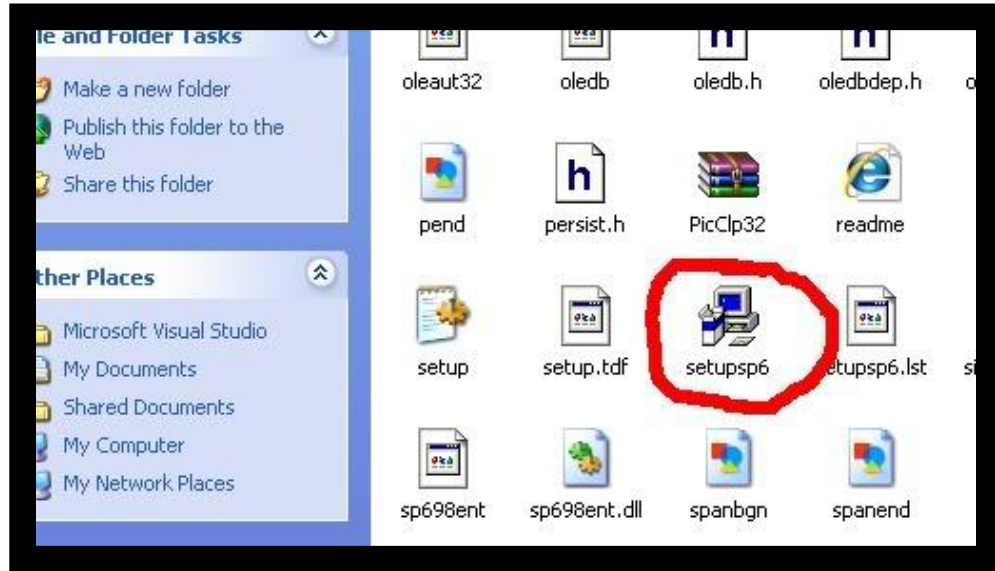 le and Folder Tasks
Make a new folder
Publish this folder to the
Web
Share this folder
ther Places
Microsoft Visual Studio
My Documents
Shared Documents
My Computer
My Network Places
oleaut32 oledb oledb.h oledbdep.h
pend persist.h PicClp32 readme
setup setup.tdf setupsp6 etupsp6.lst si
sp698ent sp698ent.dll spanbgn spanend